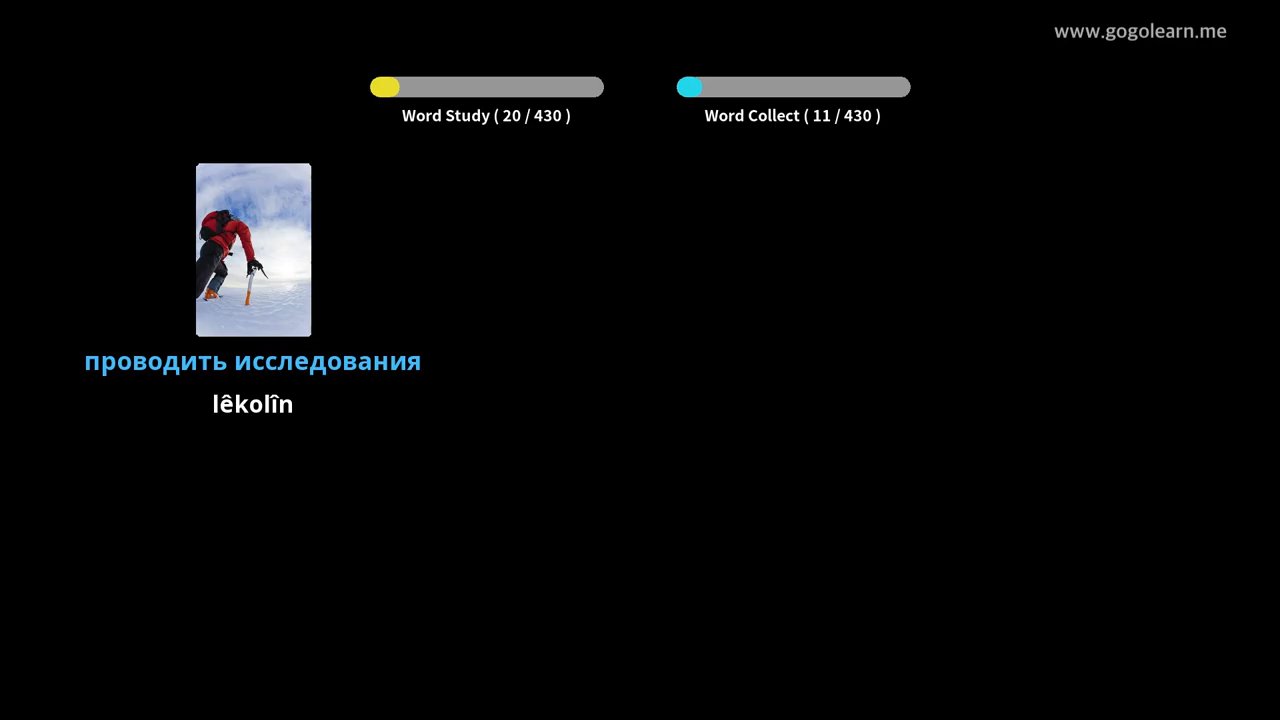 www.gogolearn.me
Word Study ( 20 / 430 )
Word Collect ( 11 / 430 )
проводить исследования
lêkolîn